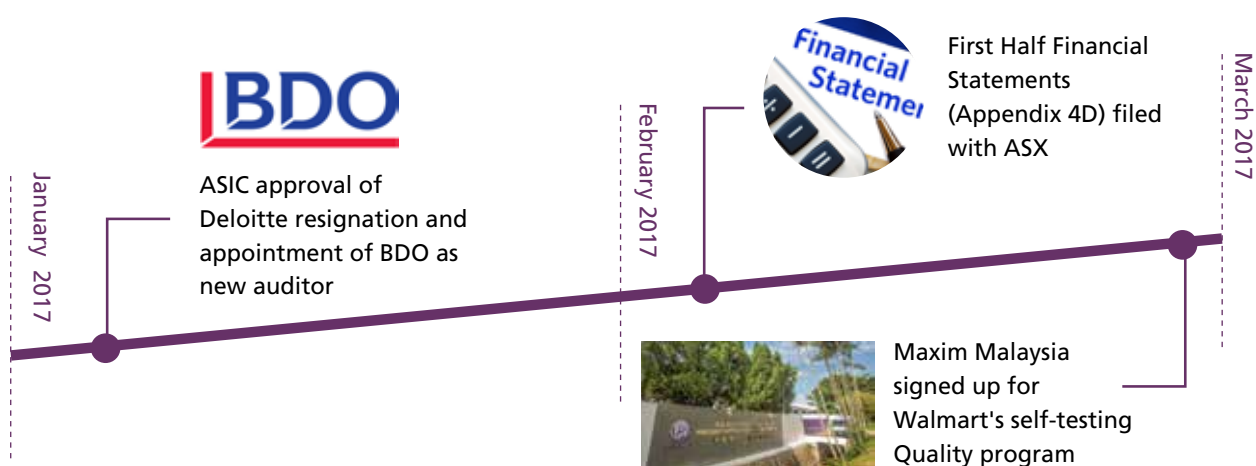 BDO
January 2017
ASIC approval of
Deloitte resignation and
appointment of BDO as
new auditor
February 2017
Financial
First Half Financial
Statements
(Appendix 4D) filed
with ASX
March 2017
Maxim Malaysia
signed up for
Walmart's self-testing
Quality program